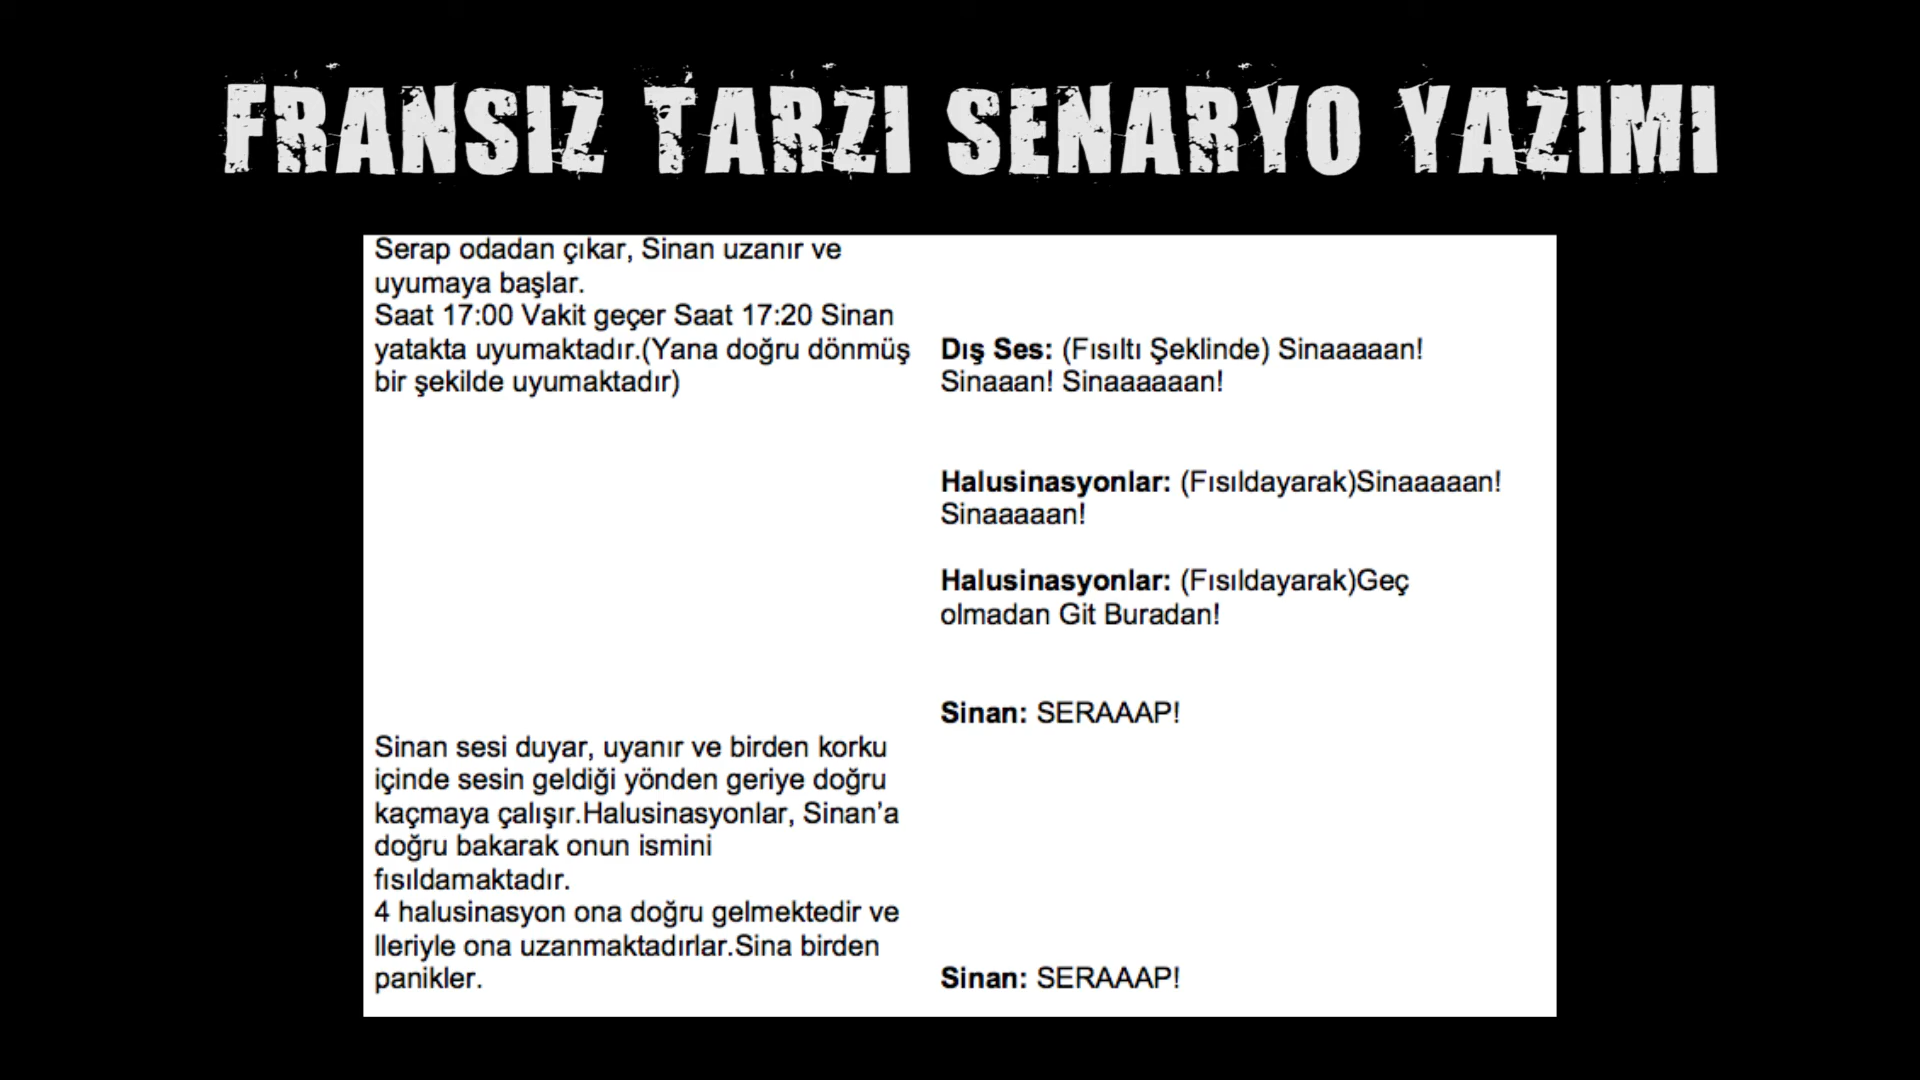 FRANSIZ TARZI SENARYO YAZIMI
Serap odadan çıkar, Sinan uzanır ve
uyumaya başlar.
Saat 17:00 Vakit geçer Saat 17:20 Sinan
yatakta uyumaktadır.(Yana doğru dönmüş
bir şekilde uyumaktadır)
Dış Ses: (Fısıltı Şeklinde) Sinaaaaan!
Sinaaan! Sinaaaaaan!
Halusinasyonlar: (Fısıldayarak)Sinaaaaan!
Sinaaaaan!
Halusinasyonlar: (Fısıldayarak)Geç
olmadan Git Buradan!
Sinan: SERAAAP!
Sinan sesi duyar, uyanır ve birden korku
içinde sesin geldiği yönden geriye doğru
kaçmaya çalışır.Halusinasyonlar, Sinan’a
doğru bakarak onun ismini
fısıldamaktadır.
4 halusinasyon ona doğru gelmektedir ve
lleriyle ona uzanmaktadırlar.Sina birden
panikler.
Sinan: SERAAAP!